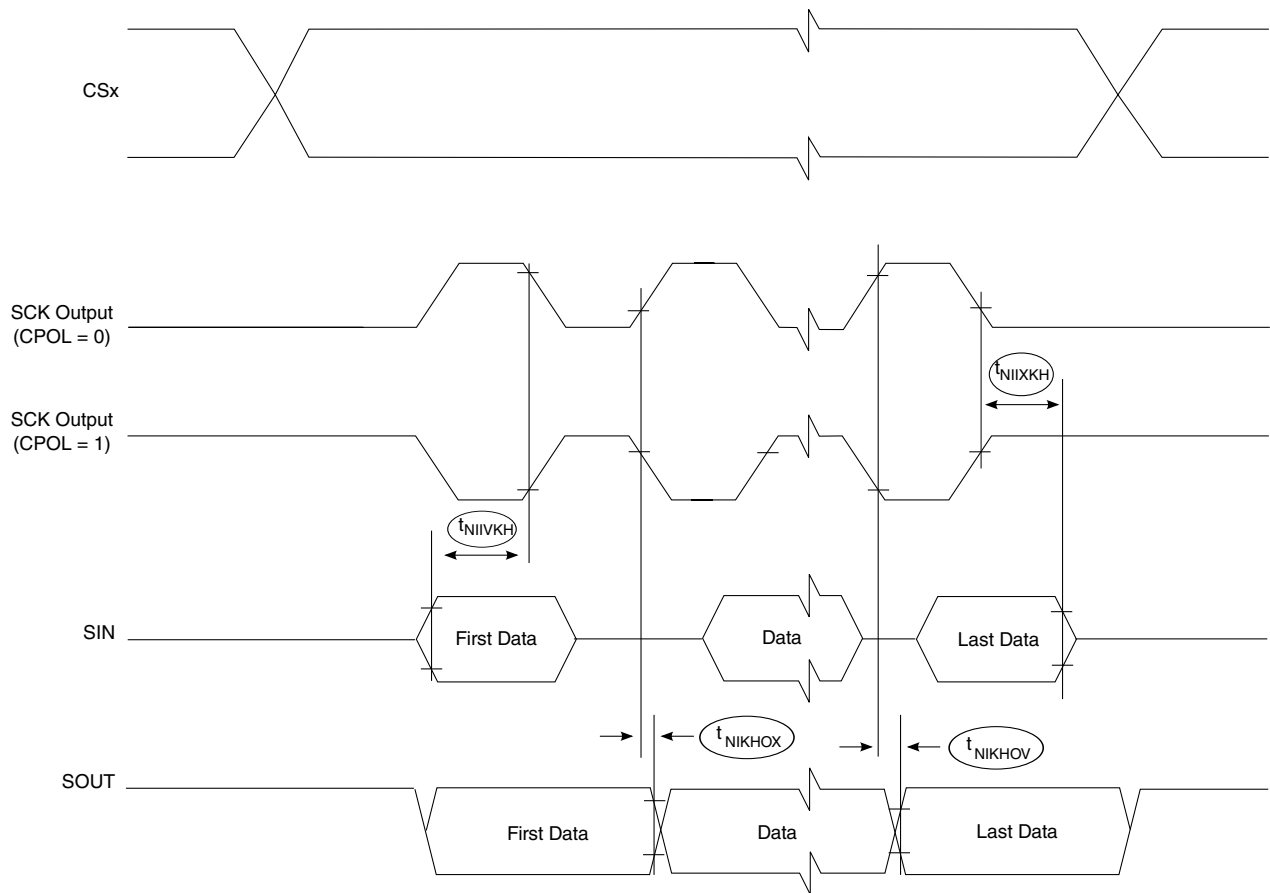 CSx
SCK Output
(CPOL = 0)
tNIIXKH
SCK Output
(CPOL = 1)
tNIIVKH
SIN
First Data
Data
Last Data
tNIKHOX
tNIKHOV
SOUT
First Data
Data
Last Data